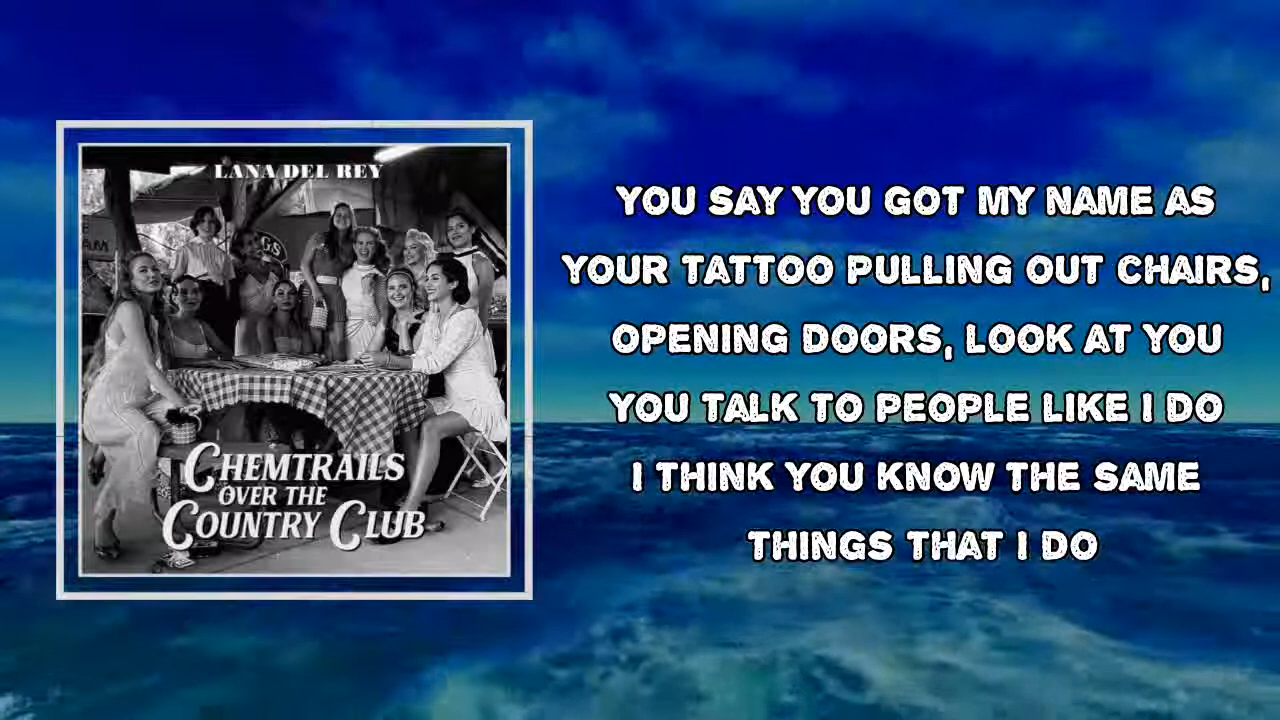 LANA DEL REY
GS
CHEMTRAILS
OVER THE
COUNTRY CLUB
YOU SAY YOU GOT MY NAME AS
YOUR TATTOO PULLING OUT CHAIRS,
OPENING DOORS, LOOK AT YOU
YOU TALK TO PEOPLE LIKE I DO
I THINK YOU KNOW THE SAME
THINGS THAT I DO